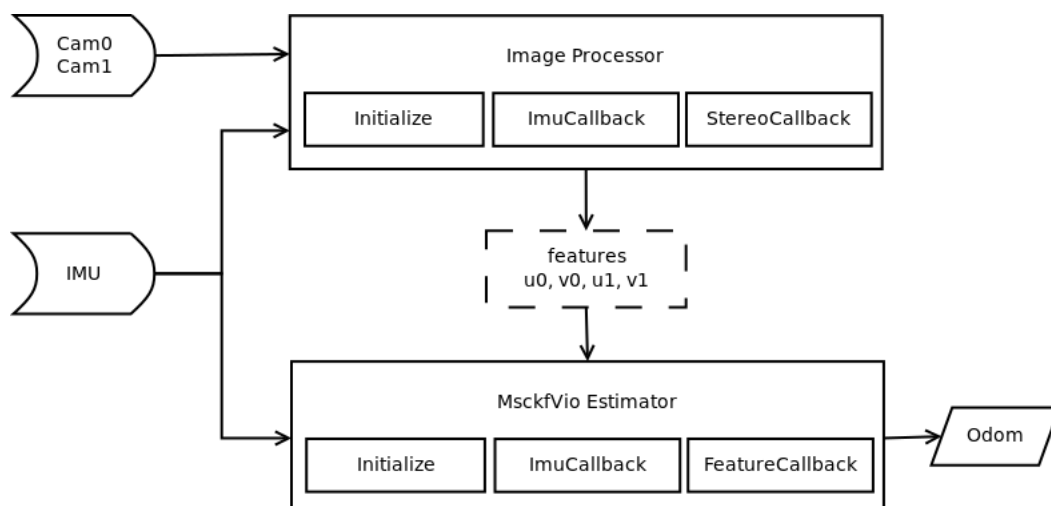 Cam0
Cam1
Image Processor
Initialize
ImuCallback
StereoCallback
IMU
features
u0, v0, u1, v1
MsckfVio Estimator
Initialize
ImuCallback
FeatureCallback
Odom